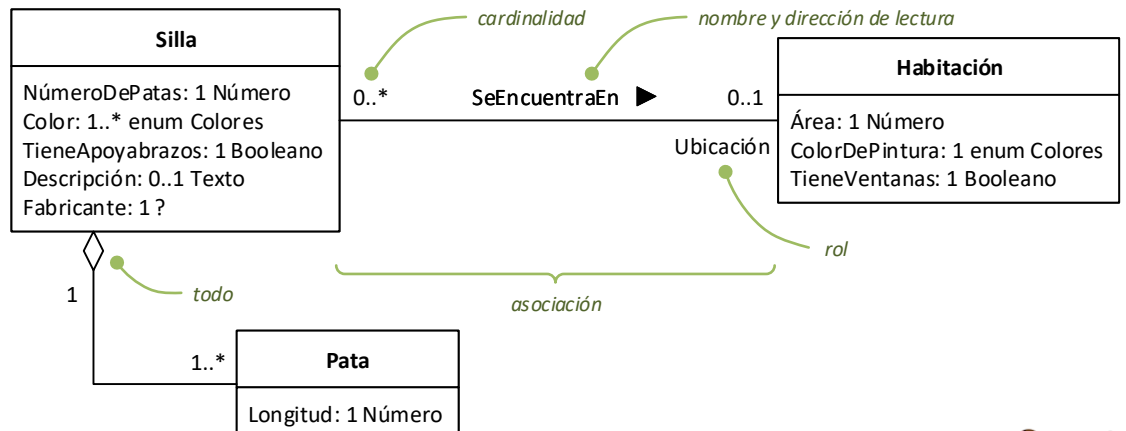 cardinalidad
nombre y dirección de lectura
Silla
NúmeroDePatas: 1 Número
Color: 1..* enum Colores
TieneApoyabrazos: 1 Booleano
Descripción: 0..1 Texto
Fabricante: 1 ?
0..*
SeEncuentraEn ▶
0..1
Ubicación
Habitación
Área: 1 Número
ColorDePintura: 1 enum Colores
TieneVentanas: 1 Booleano
rol
asociación
todo
1
1..*
Pata
Longitud: 1 Número